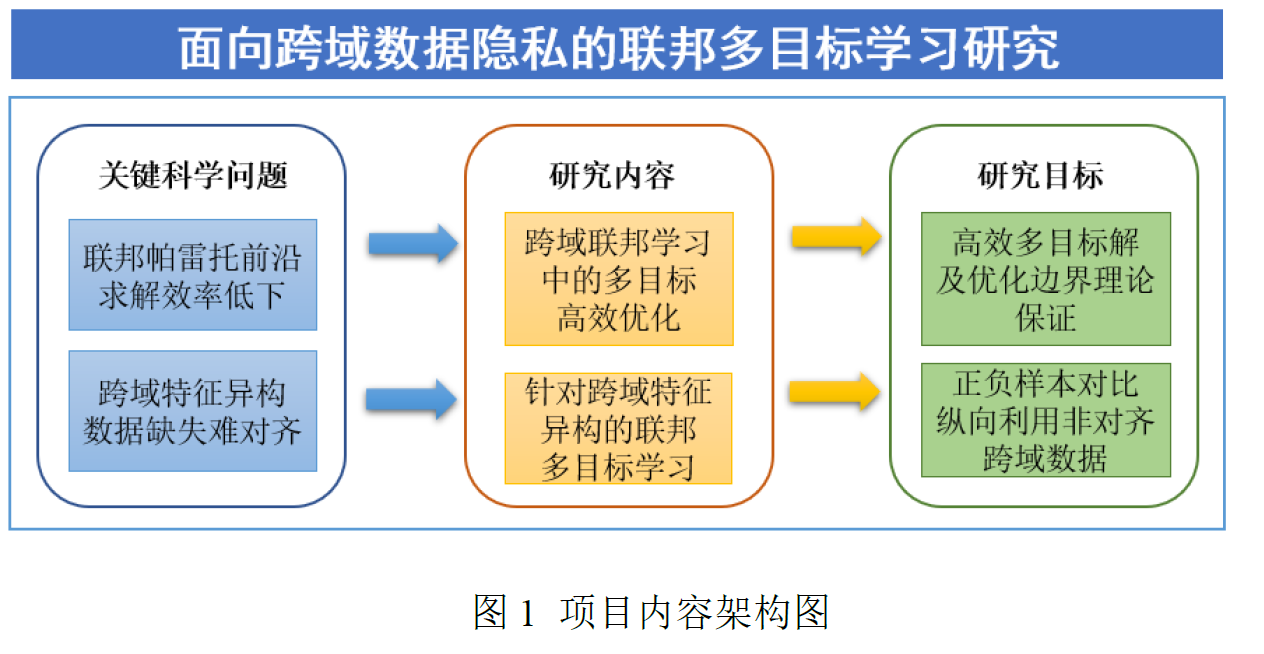 面向跨域数据隐私的联邦多目标学习研究
关键科学问题
联邦帕雷托前沿
求解效率低下
跨域特征异构
数据缺失难对齐
研究内容
跨域联邦学习
中的多目标
高效优化
针对跨域特征
异构的联邦
多目标学习
研究目标
高效多目标解
及优化边界理论
保证
正负样本对比
纵向利用非对齐
跨域数据
图1 项目内容架构图